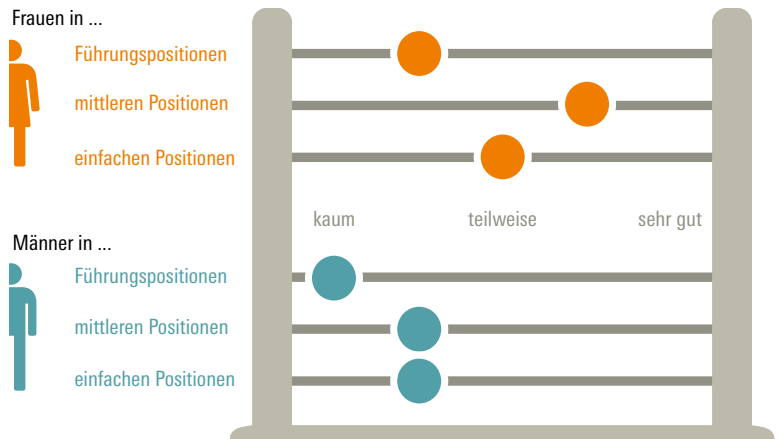 Frauen in ...
Führungspositionen
mittleren Positionen
einfachen Positionen
kaum teilweise sehr gut
Männer in ...
Führungspositionen
mittleren Positionen
einfachen Positionen